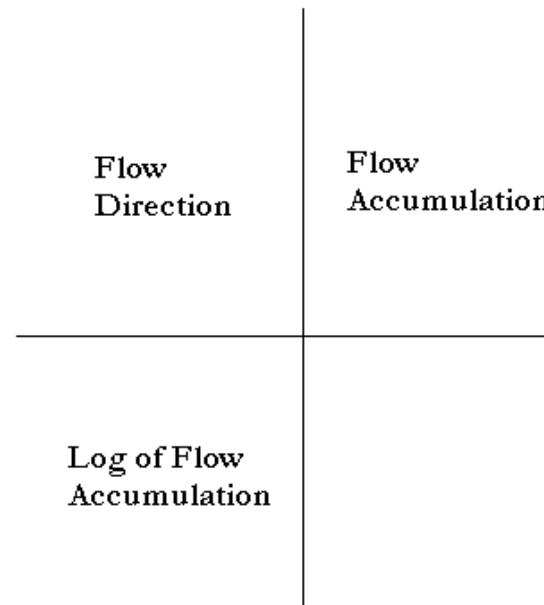 Flow
Direction
Flow
Accumulation
Log of Flow
Accumulation